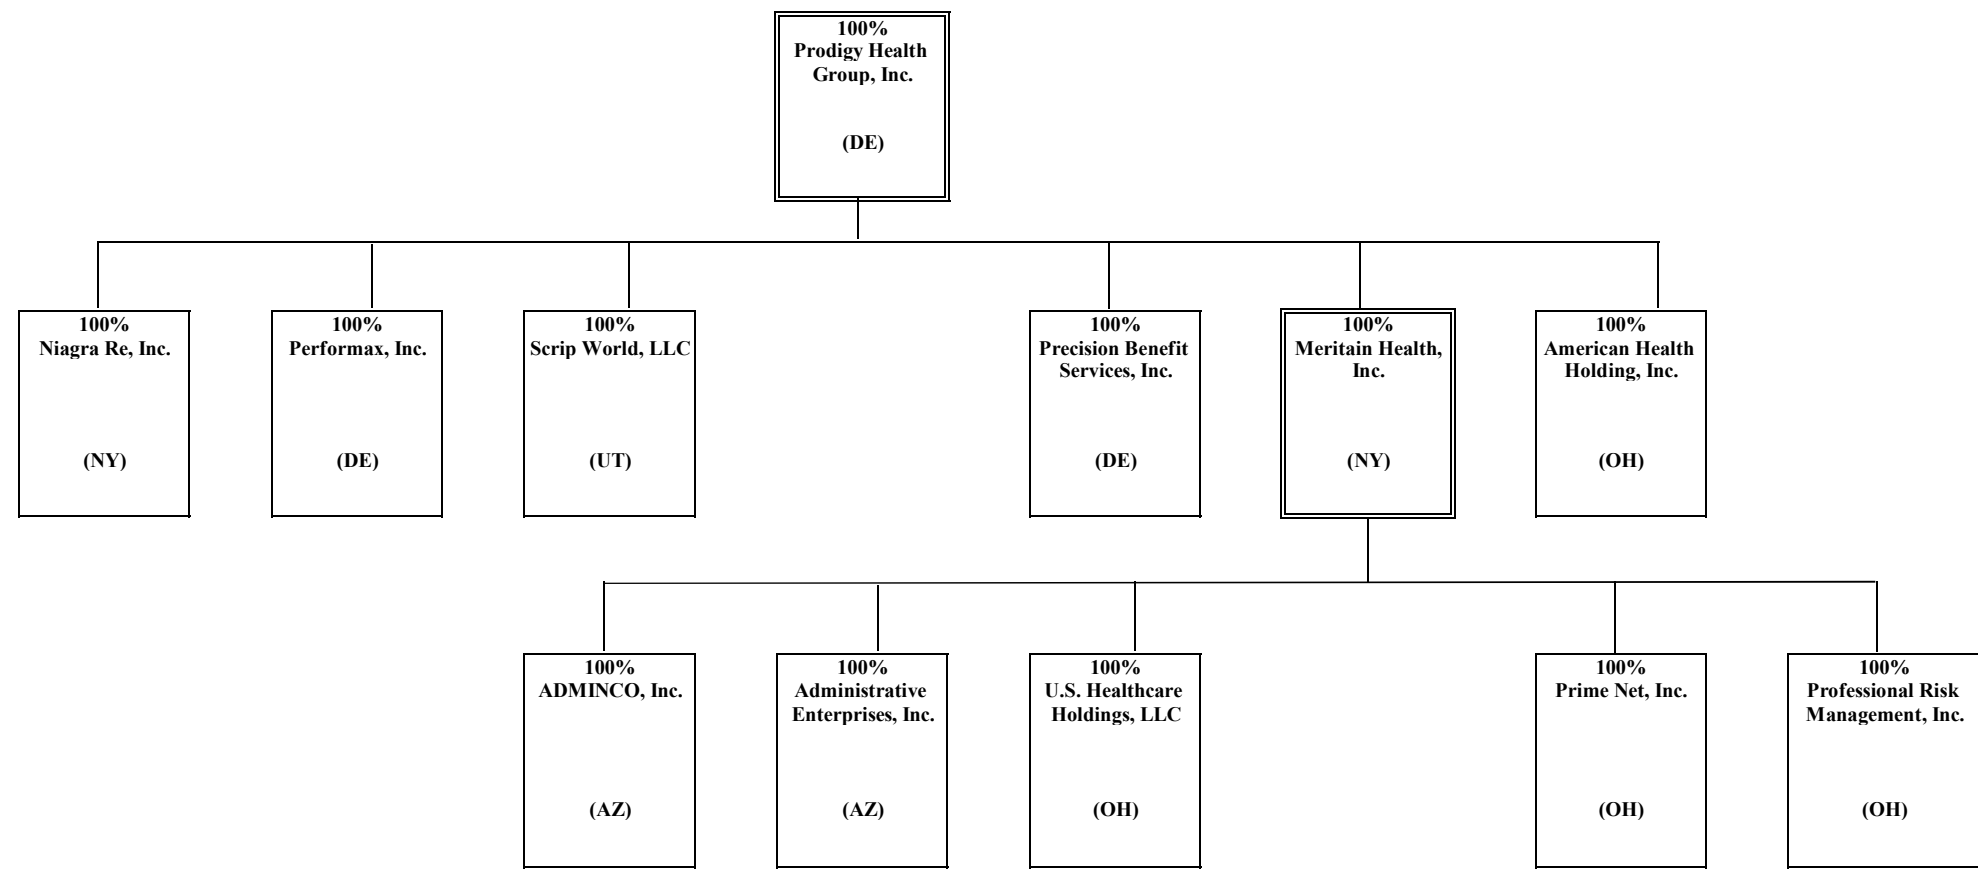 100%
Prodigy Health
Group, Inc.
(DE)
100%
Niagra Re, Inc.
(NY)
100%
Performax, Inc.
(DE)
100%
Scrip World, LLC
(UT)
100%
Precision Benefit
Services, Inc.
(DE)
100%
Meritain Health,
Inc.
(NY)
100%
American Health
Holding, Inc.
(OH)
100%
ADMINCO, Inc.
(AZ)
100%
Administrative
Enterprises, Inc.
(AZ)
100%
U.S. Healthcare
Holdings, LLC
(OH)
100%
Prime Net, Inc.
(OH)
100%
Professional Risk
Management, Inc.
(OH)